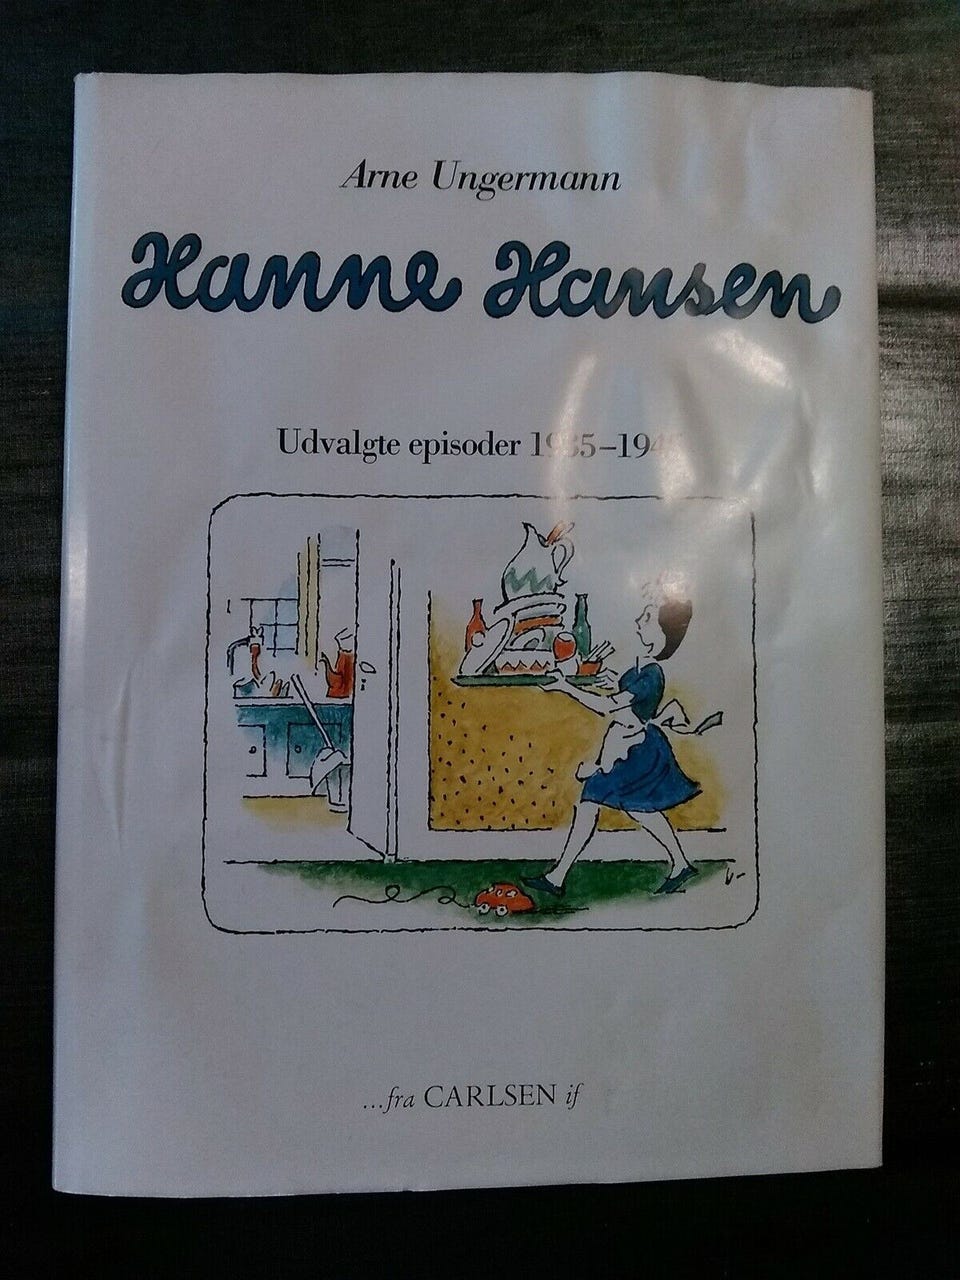 Arne Ungermann
Hanne Hansen
Udvalgte episoder
...fra CARLSEN if